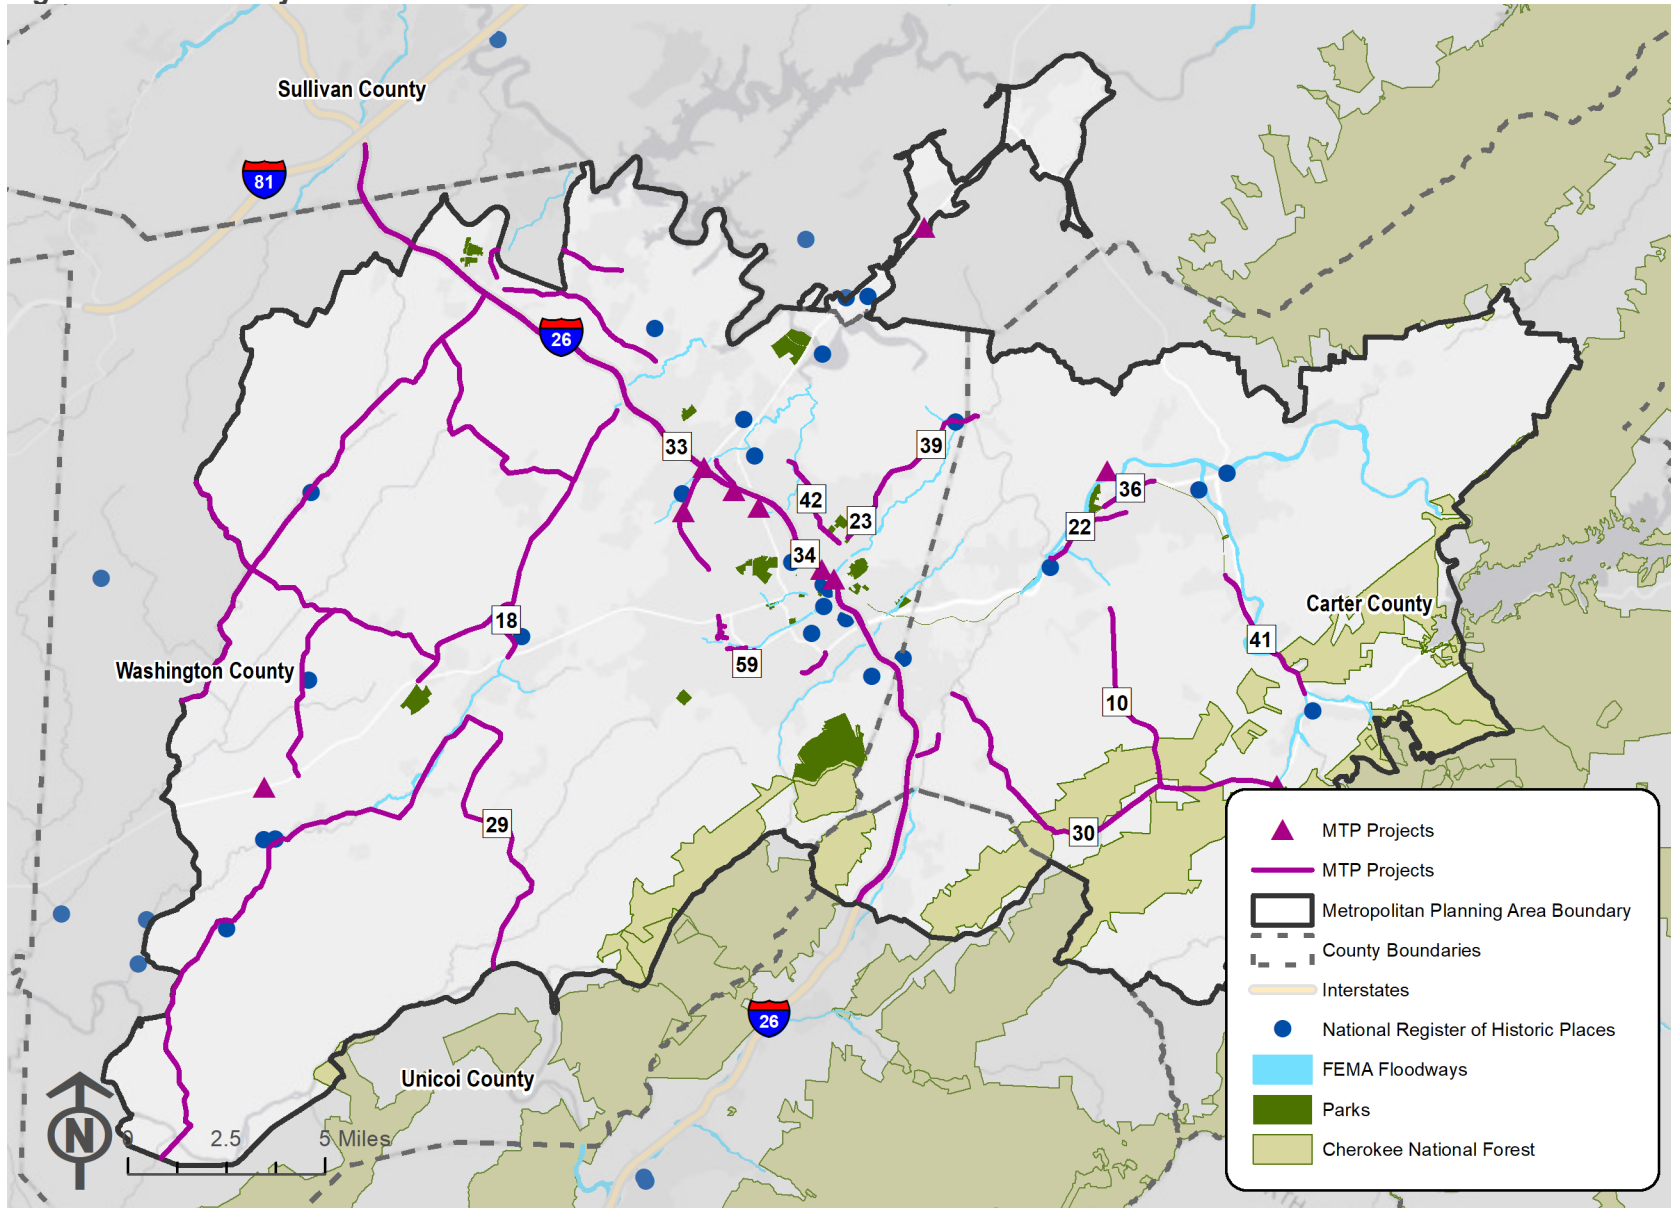 Sullivan County
81
26
33
39
42
23
36
22
34
18
59
Washington County
Carter County
41
10
29
30
MTP Projects
MTP Projects
Metropolitan Planning Area Boundary
County Boundaries
Interstates
National Register of Historic Places
FEMA Floodways
Parks
Cherokee National Forest
26
Unicoi County
N
0 2.5 5 Miles